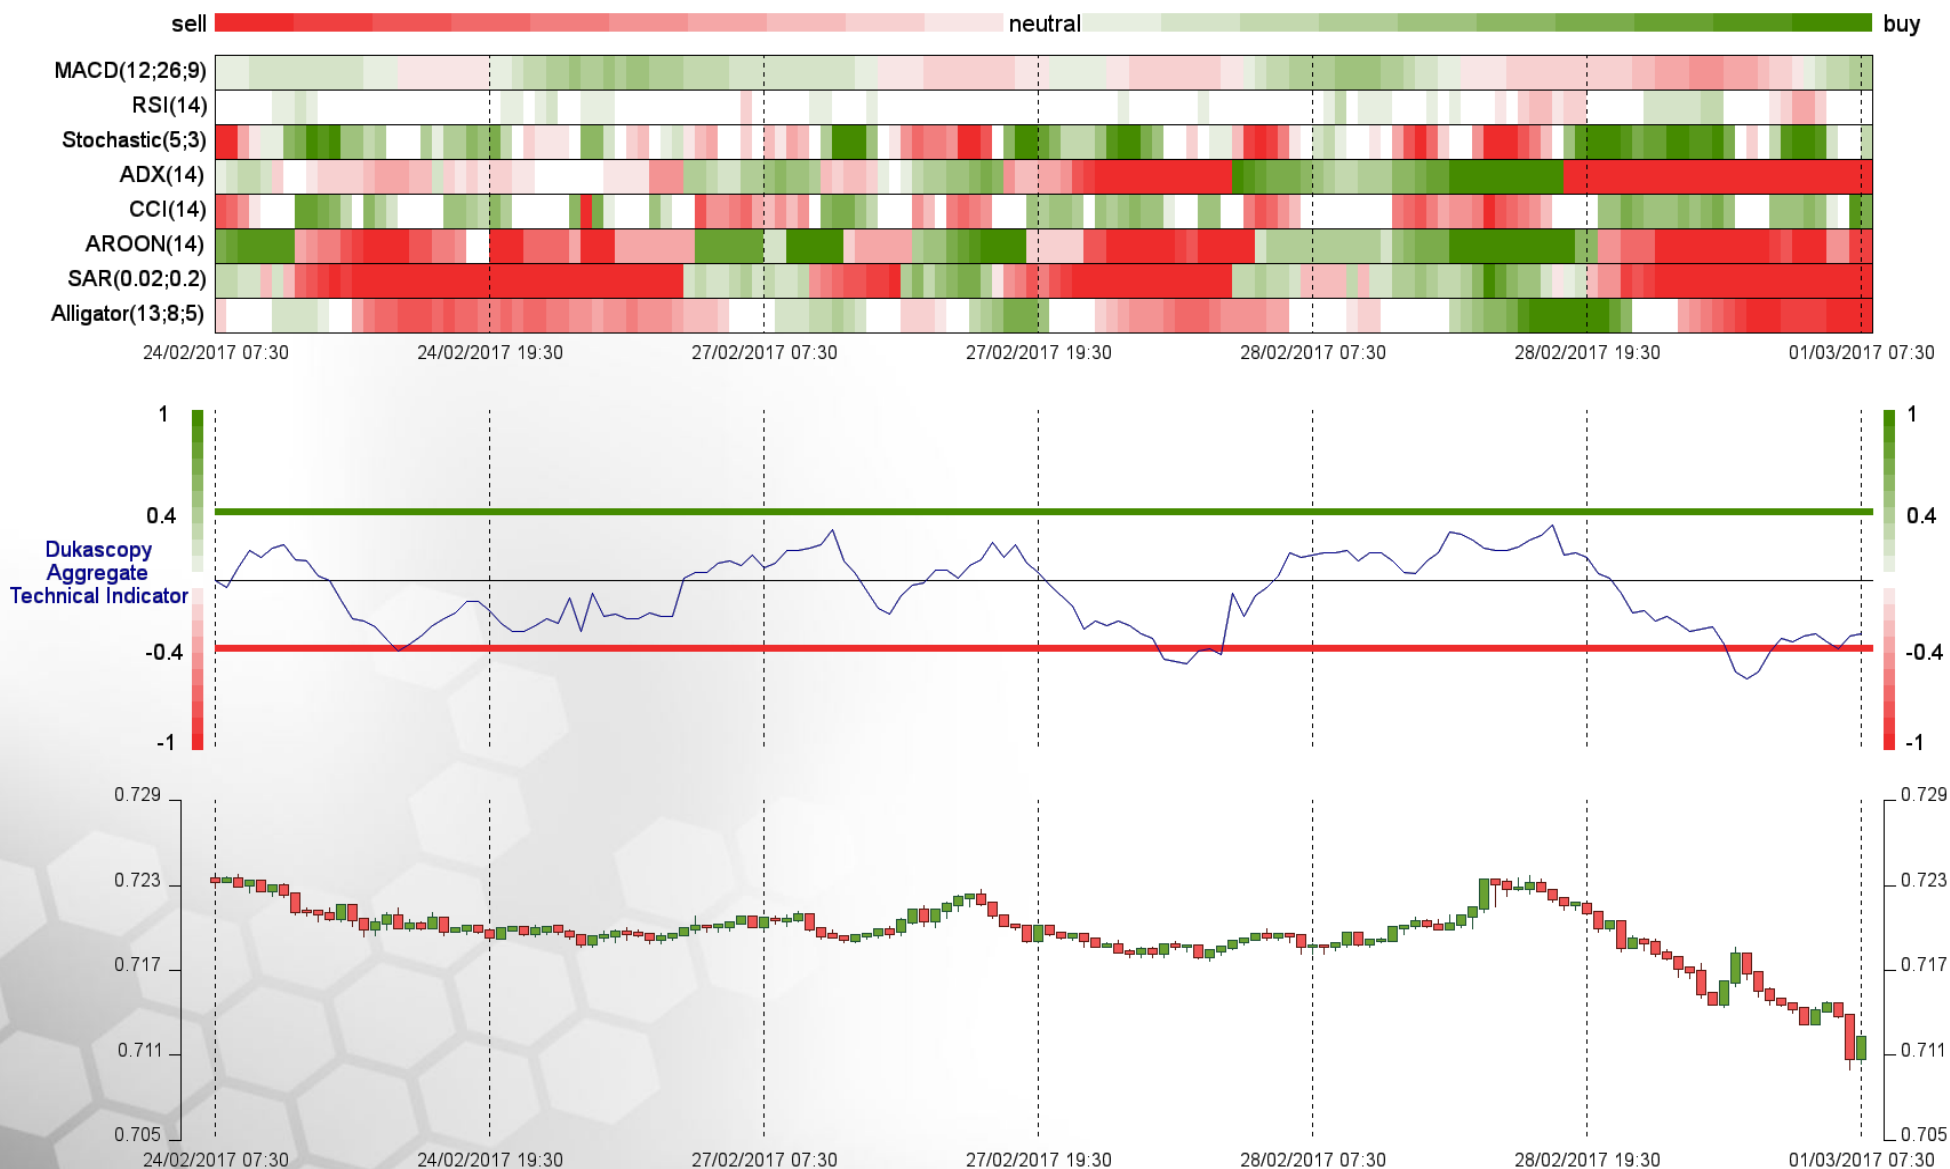 sell neutral buy
MACD(12;26;9)
RSI(14)
Stochastic(5;3)
ADX(14)
CCI(14)
AROON(14)
SAR(0.02;0.2)
Alligator(13;8;5)
24/02/2017 07:30 24/02/2017 19:30 27/02/2017 07:30 27/02/2017 19:30 28/02/2017 07:30 28/02/2017 19:30 01/03/2017 07:30
1 1
0.4 0.4
Dukascopy
Aggregate
Technical Indicator
-0.4 -0.4
-1 -1
0.729 0.729
0.723 0.723
0.717 0.717
0.711 0.711
0.705 0.705
24/02/2017 07:30 24/02/2017 19:30 27/02/2017 07:30 27/02/2017 19:30 28/02/2017 07:30 28/02/2017 19:30 01/03/2017 07:30